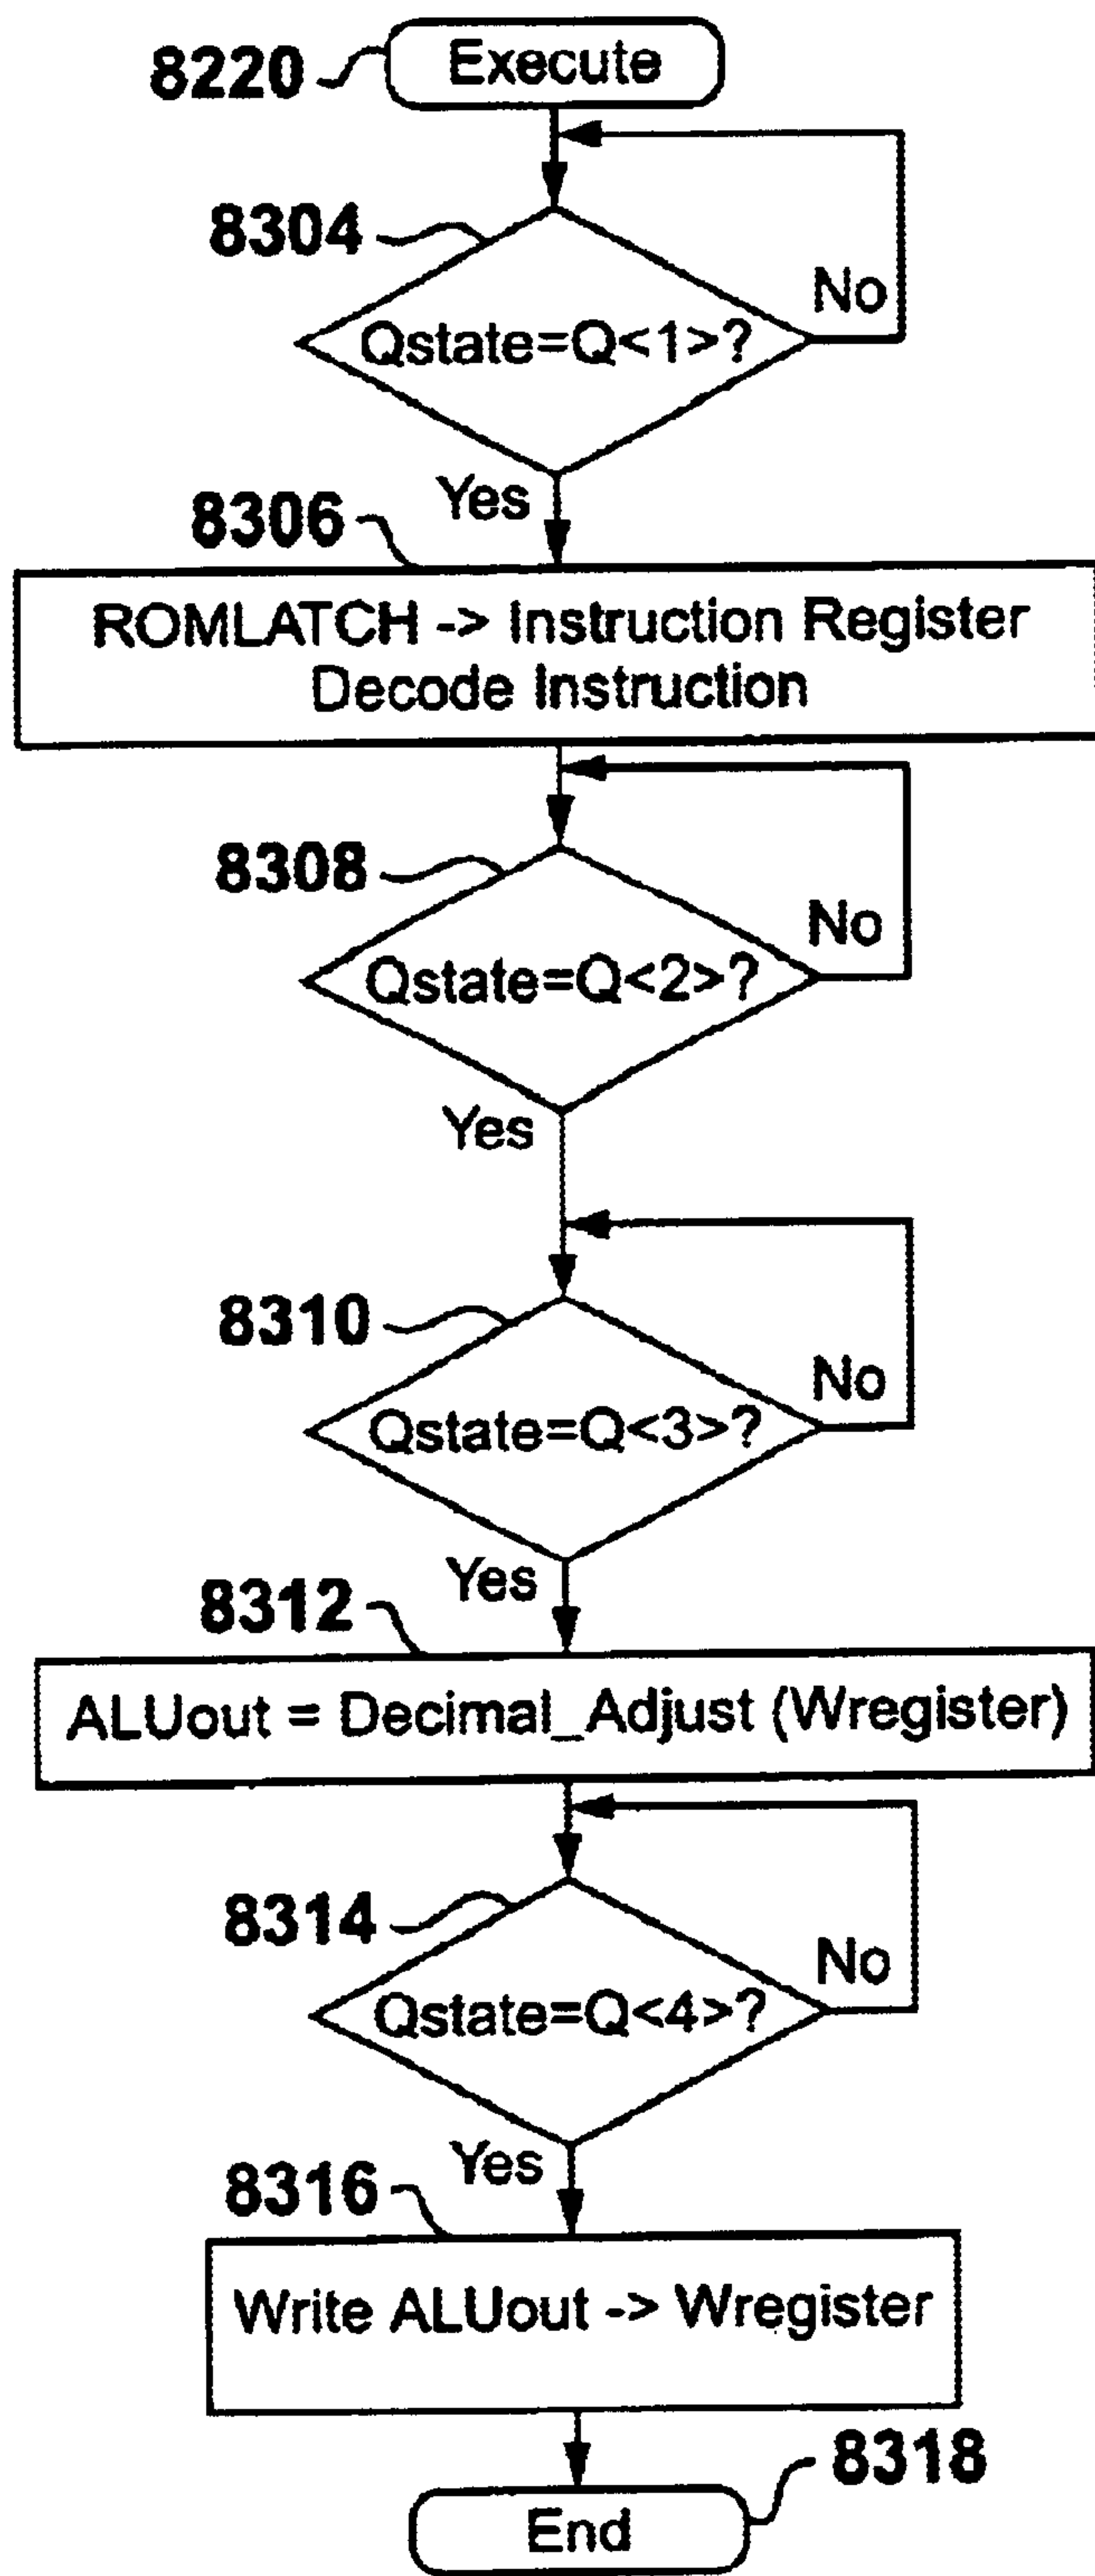 8220
Execute
8304
No
Qstate=Q<1>?
Yes
8306
ROMLATCH -> Instruction Register
Decode Instruction
8308
No
Qstate=Q<2>?
Yes
8310
No
Qstate=Q<3>?
Yes
8312
ALUout = Decimal_Adjust (Wregister)
8314
No
Qstate=Q<4>?
Yes
8316
Write ALUout -> Wregister
8318
End